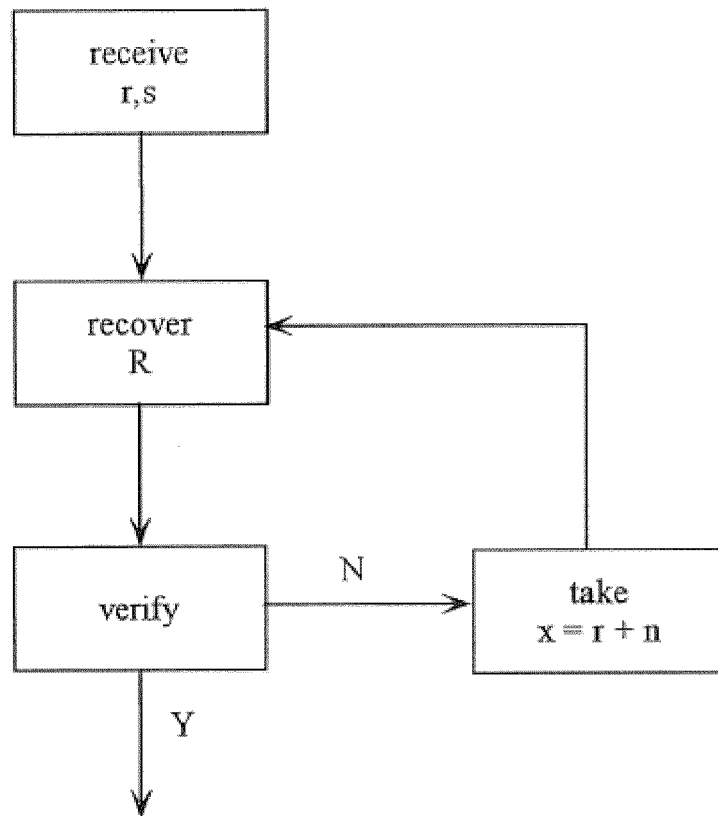 receive
r,s
recover
R
verify
N
take
x = r + n
Y